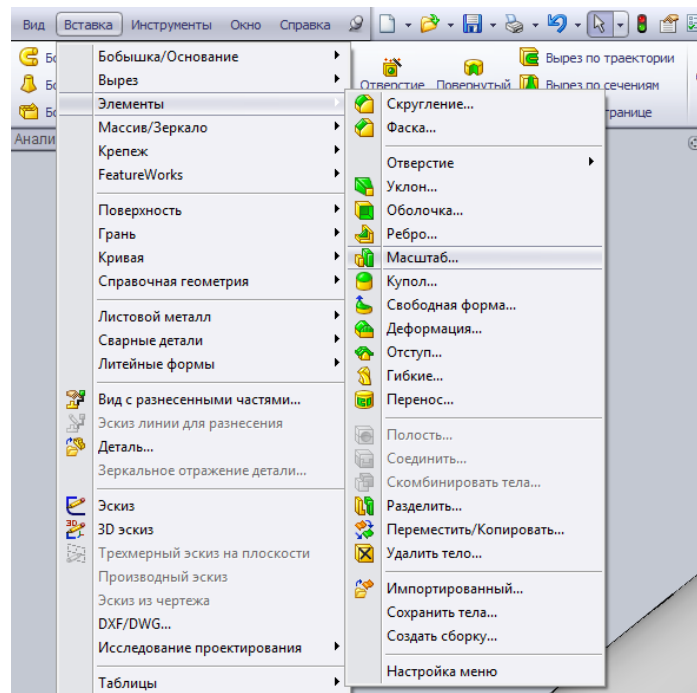 Вид Вставка Инструменты Окно Справка
Вырез по траектории
Отверстие Повернутый Вырез по сечениям
границе
Анали
Бобышка/Основание
Вырез
Элементы
Массив/Зеркало
Крепеж
FeatureWorks
Поверхность
Грань
Кривая
Справочная геометрия
Листовой металл
Сварные детали
Литейные формы
Вид с разнесенными частями...
Эскиз линии для разнесения
Деталь...
Зеркальное отражение детали...
Эскиз
3D эскиз
Трехмерный эскиз на плоскости
Производный эскиз
Эскиз из чертежа
DXF/DWG...
Исследование проектирования
Таблицы
Скругление...
Фаска...
Отверстие
Уклон...
Оболочка...
Ребро...
Масштаб...
Купол...
Свободная форма...
Деформация...
Отступ...
Гибкие...
Перенос...
Полость...
Соединить...
Скомбинировать тела...
Разделить...
Переместить/Копировать...
Удалить тело...
Импортированный...
Сохранить тела...
Создать сборку...
Настройка меню